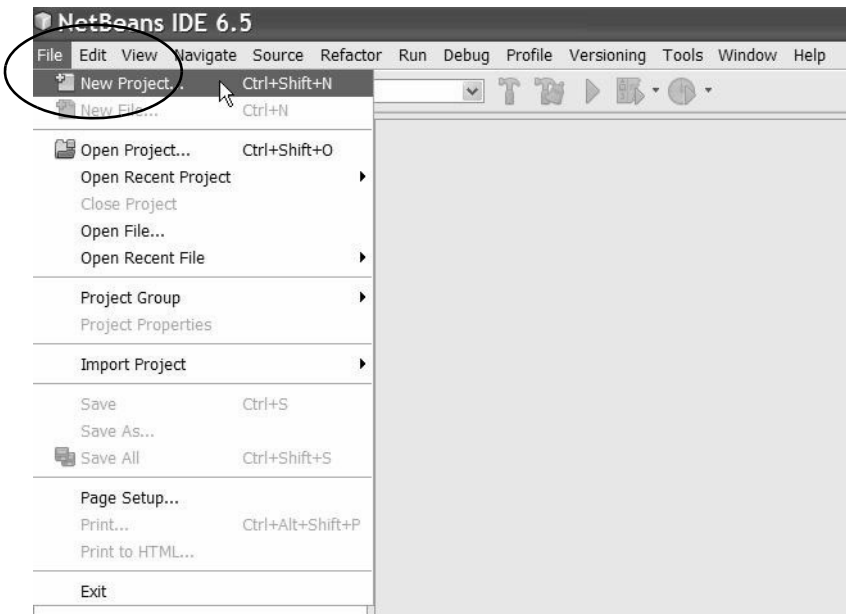 NetBeans IDE 6.5
File Edit View Navigate Source Refactor Run Debug Profile Versioning Tools Window Help
New Project... Ctrl+Shift+N
New File... Ctrl+N
Open Project... Ctrl+Shift+O
Open Recent Project
Close Project
Open File...
Open Recent File
Project Group
Project Properties
Import Project
Save Ctrl+S
Save As...
Save All Ctrl+Shift+S
Page Setup...
Print... Ctrl+Alt+Shift+P
Print to HTML...
Exit